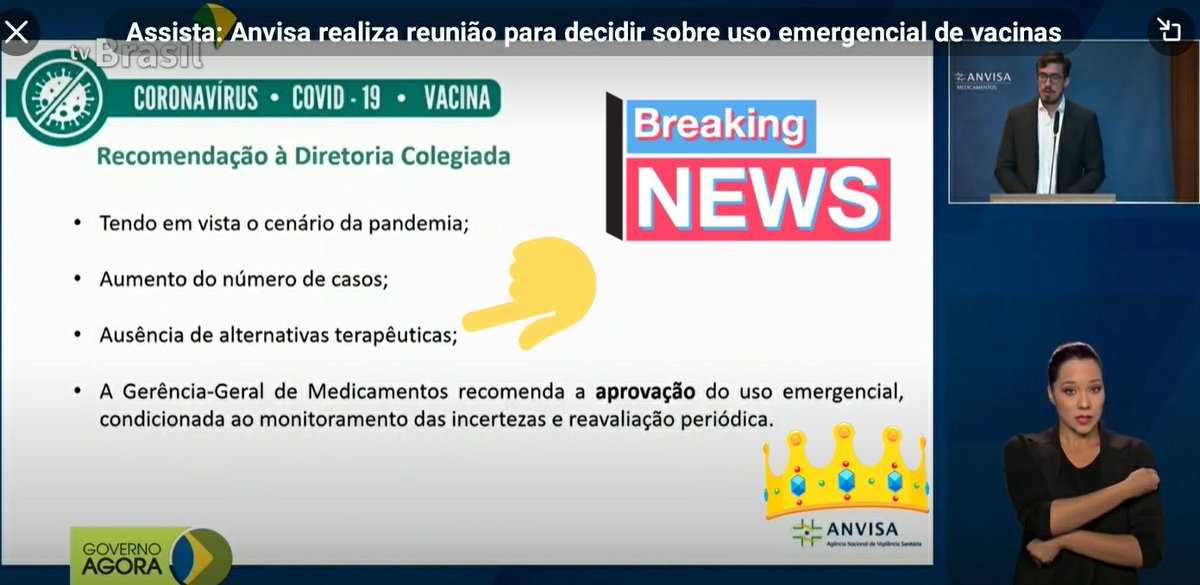 Assista: Anvisa realiza reunião para decidir sobre uso emergencial de vacinas
tv Brasil
CORONAVÍRUS • COVID - 19 • VACINA
Recomendação à Diretoria Colegiada
Breaking
NEWS
ANVISA
MEDICAMENTOS
• Tendo em vista o cenário da pandemia;
• Aumento do número de casos;
• Ausência de alternativas terapêuticas;
• A Gerência-Geral de Medicamentos recomenda a aprovação do uso emergencial,
condicionada ao monitoramento das incertezas e reavaliação periódica.
ANVISA
Agência Nacional de Vigilância Sanitária
GOVERNO
AGORA